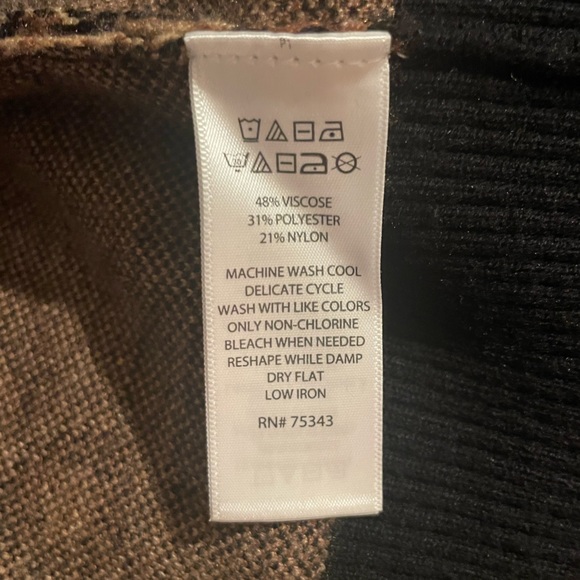 48% VISCOSE
31% POLYESTER
21% NYLON
MACHINE WASH COOL
DELICATE CYCLE
WASH WITH LIKE COLORS
ONLY NON-CHLORINE
BLEACH WHEN NEEDED
RESHAPE WHILE DAMP
DRY FLAT
LOW IRON
RN# 75343